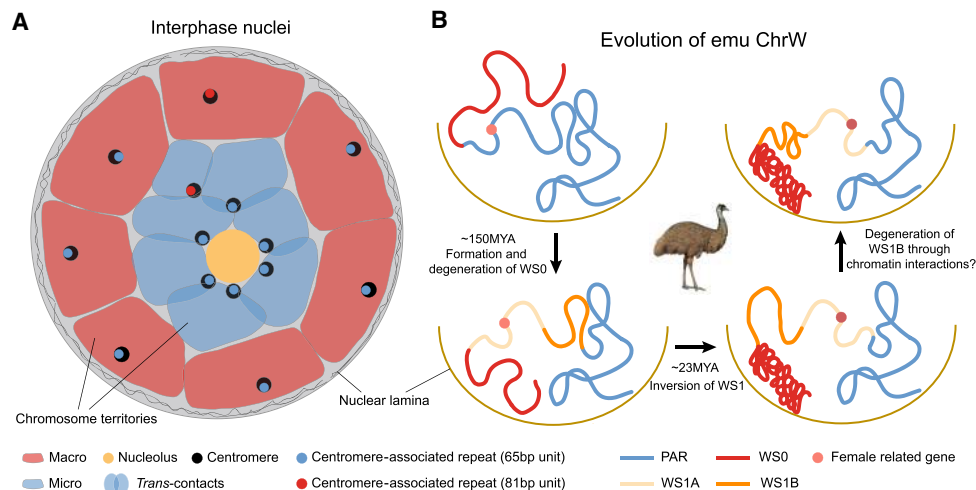 A
Interphase nuclei
Chromosome territories
Nuclear lamina
B
Evolution of emu ChrW
~150MYA
Formation and
degeneration of WS0
~23MYA
Inversion of WS1
Degeneration of
WS1B through
chromatin interactions?
Macro
Nucleolus
Centromere
Centromere-associated repeat (65bp unit)
Micro
Trans-contacts
Centromere-associated repeat (81bp unit)
PAR
WS0
Female related gene
WS1A
WS1B